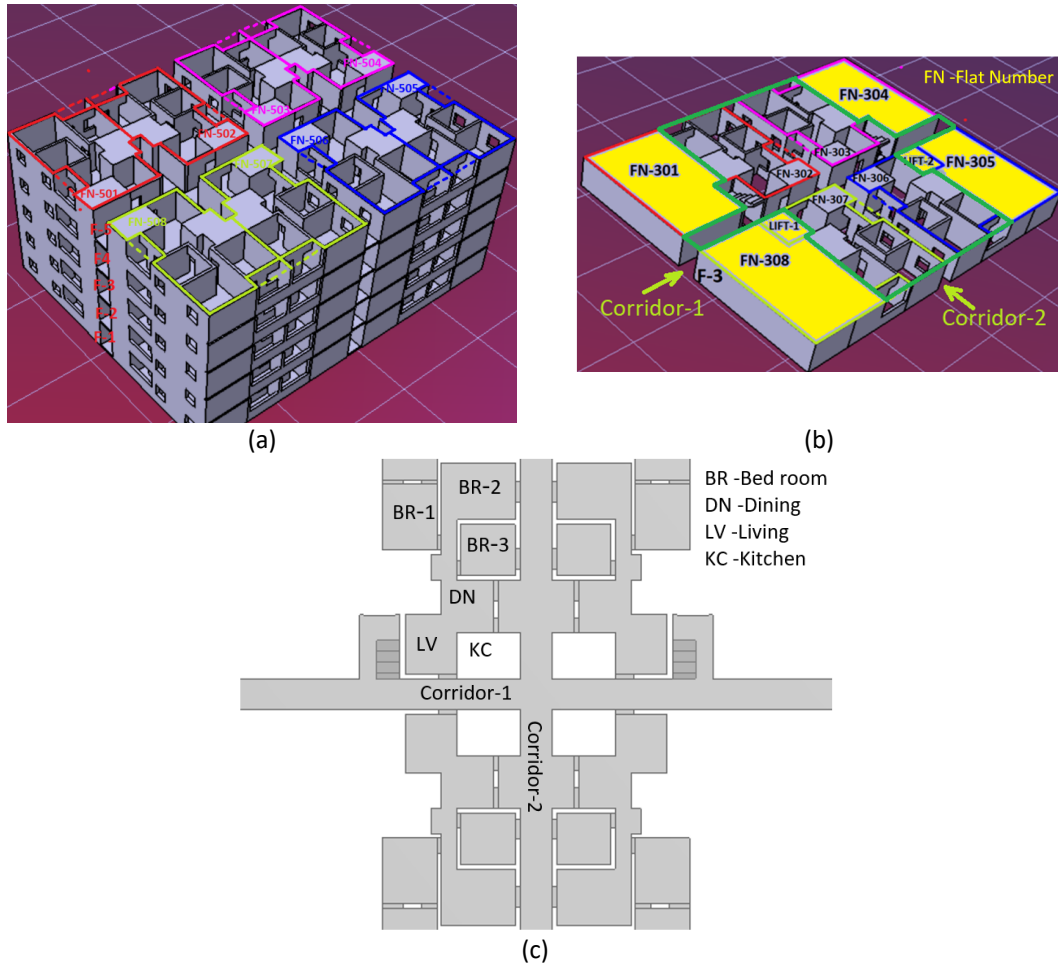 FN-504
FN-505
FN-503
FN-502
FN-506
FN-507
FN-501
FN-508
F-5
F4
F-3
F-2
F-1
(a)
FN -Flat Number
FN-304
FN-303
LIFT-2
FN-305
FN-301
FN-302
FN-306
FN-307
LIFT-1
FN-308
F-3
Corridor-1
Corridor-2
(b)
BR-2
BR-1
BR-3
DN
LV
KC
Corridor-1
Corridor-2
BR -Bed room
DN -Dining
LV -Living
KC -Kitchen
(c)